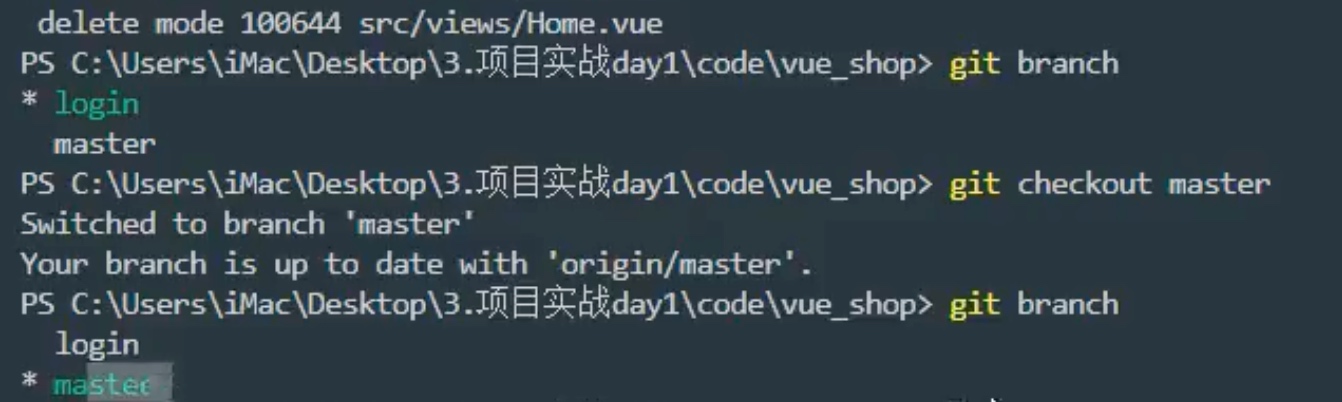 delete mode 100644 src/views/Home.vue
PS C:\Users\iMac\Desktop\3.项目实战day1\code\vue_shop> git branch
* login
master
PS C:\Users\iMac\Desktop\3.项目实战day1\code\vue_shop> git checkout master
Switched to branch 'master'
Your branch is up to date with 'origin/master'.
PS C:\Users\iMac\Desktop\3.项目实战day1\code\vue_shop> git branch
login
* master